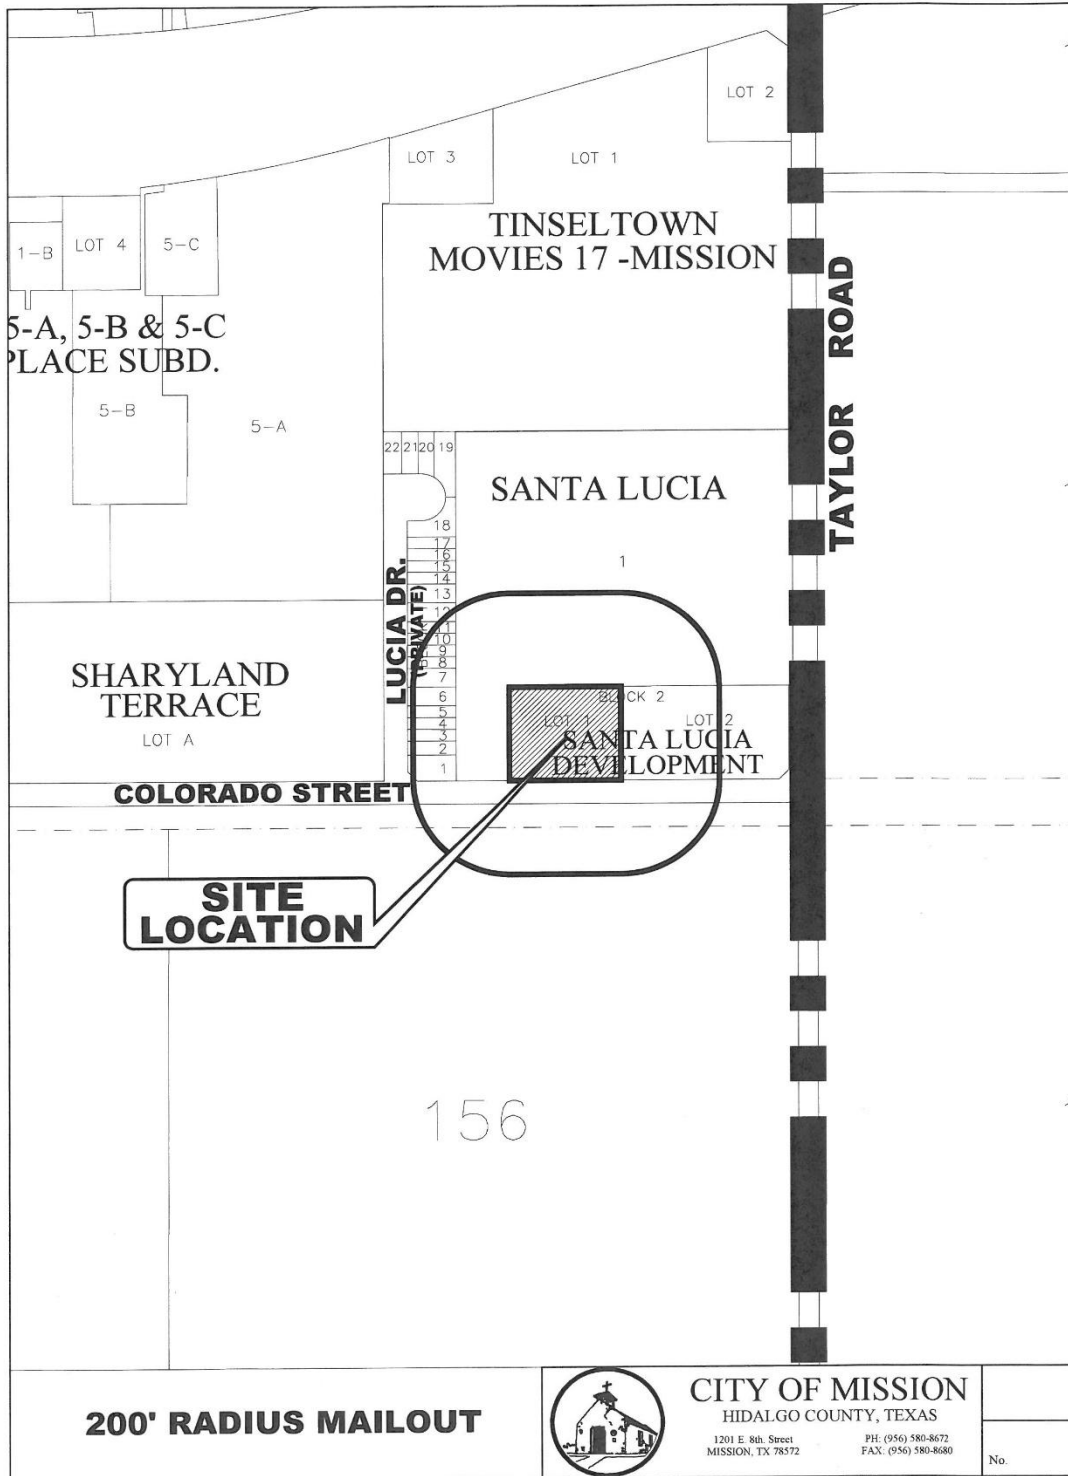 LOT 2
LOT 3
LOT 1
TINSELTOWN
MOVIES 17 -MISSION
1-B
LOT 4
5-C
5-A, 5-B & 5-C
PLACE SUBD.
5-B
5-A
TAYLOR ROAD
22 21 20 19
SANTA LUCIA
18
17
16
15
14
13
12
11
10
9
8
7
6
5
4
3
2
1
1
LUCIA DR.
(PRIVATE)
SHARYLAND
TERRACE
LOT A
BLOCK 2
LOT 1
LOT 2
SANTA LUCIA
DEVELOPMENT
COLORADO STREET
SITE
LOCATION
156
200' RADIUS MAILOUT
CITY OF MISSION
HIDALGO COUNTY, TEXAS
1201 E. 8th. Street
MISSION, TX 78572
PH: (956) 580-8672
FAX: (956) 580-8680
No.